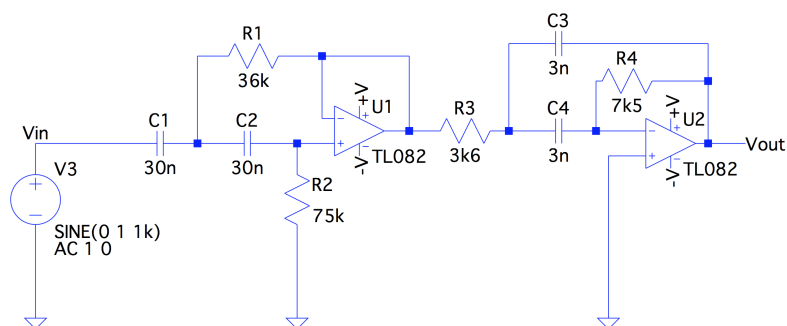 Vin
V3
SINE(0 1 1k)
AC 1 0
C1
30n
R1
36k
C2
30n
R2
75k
+V
U1
TL082
-V
R3
3k6
C3
3n
C4
3n
R4
7k5
+V
U2
TL082
-V
Vout